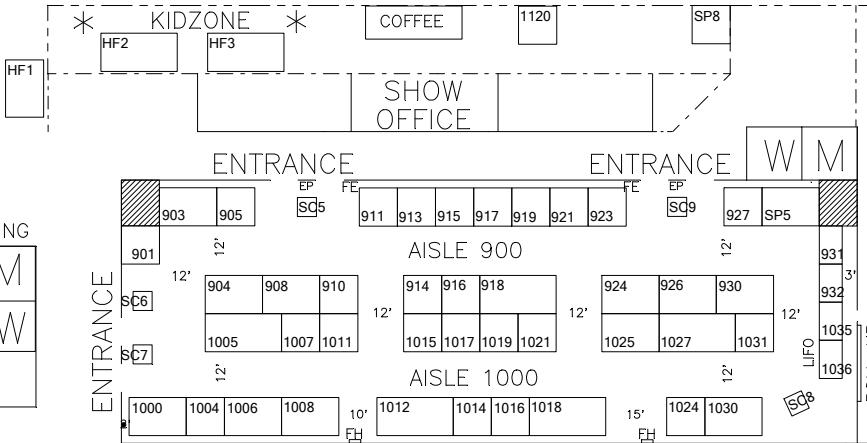 * KIDZONE *
COFFEE
1120
SP8
HF2
HF3
HF1
SHOW
OFFICE
ENTRANCE
ENTRANCE
W M
EP
FE
FE
EP
903
905
SC5
911
913
915
917
919
921
923
SC9
927
SP5
NG
M
W
901
12'
AISLE 900
12'
931
12'
3'
904
908
910
914
916
918
924
926
930
932
SC6
12'
12'
12'
1005
1007
1011
1015
1017
1019
1021
1025
1027
1031
1035
ENTRANCE
SC7
LIFO
1036
12'
AISLE 1000
12'
SC8
1000
1004
1006
1008
10'
1012
1014
1016
1018
15'
1024
1030
FH
FH